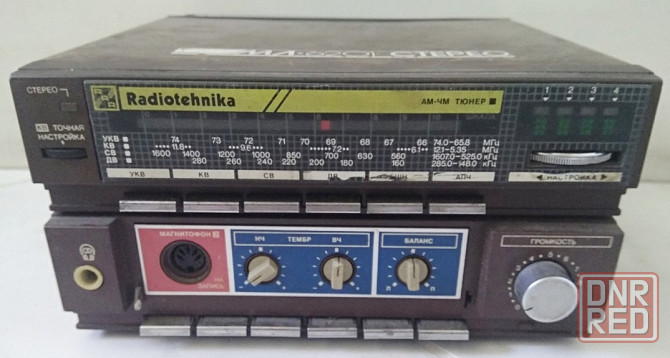 СТЕРЕО
СТЕРЕО
Radiotehnika
АМ-ЧМ ТЮНЕР
1 2 3 4
ТОЧНАЯ
НАСТРОЙКА
УКВ 74 73 72 71 70 69 68 67 66 74.0-65.8 МГц
КВ 11.8 9.6 7.2 6.1 12.1-5.35 МГц
СВ 1600 1400 1200 1000 850 700 630 560 1607.0-525.0 кГц
ДВ 280 260 240 220 200 180 160 285.0-148.0 кГц
УКВ КВ СВ ДВ АПЧ
НАСТРОЙКА
МАГНИТОФОН
НА
ЗАПИСЬ
НЧ ТЕМБР ВЧ
БАЛАНС
Л П
ГРОМКОСТЬ
DNR
RED